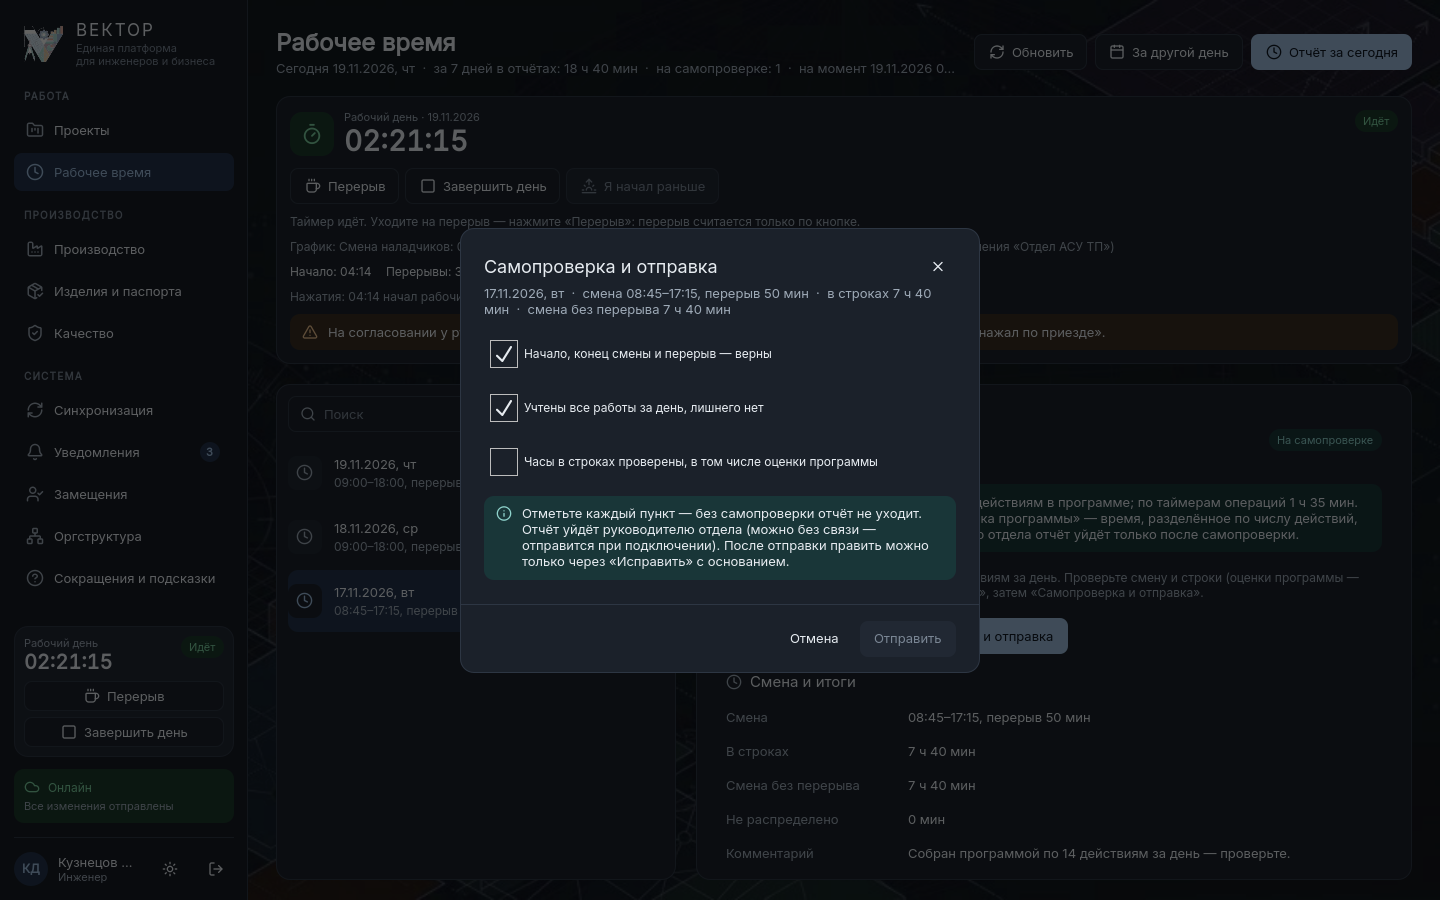 ВЕКТОР
Единая платформа
для инженеров и бизнеса
РАБОТА
Проекты
Рабочее время
ПРОИЗВОДСТВО
Производство
Изделия и паспорта
Качество
СИСТЕМА
Синхронизация
Уведомления 3
Замещения
Оргструктура
Сокращения и подсказки
Рабочий день
Идёт
02:21:15
Перерыв
Завершить день
Онлайн
Все изменения отправлены
КД
Кузнецов ...
Инженер
Рабочее время
Сегодня 19.11.2026, чт · за 7 дней в отчётах: 18 ч 40 мин · на самопроверке: 1 · на момент 19.11.2026 0...
Обновить
За другой день
Отчёт за сегодня
Рабочий день · 19.11.2026
02:21:15
Идёт
Перерыв
Завершить день
Я начал раньше
Таймер идёт. Уходите на перерыв — нажмите «Перерыв»: перерыв считается только по кнопке.
График: Смена наладчиков:
«Отдел АСУ ТП»)
Начало: 04:14 Перерывы:
Нажатия: 04:14 начал
На согласовании у
нажал по приезде».
Поиск
19.11.2026, чт
09:00–18:00, перерыв
18.11.2026, ср
09:00–18:00, перерыв
17.11.2026, вт
08:45–17:15, перерыв
Самопроверка и отправка
17.11.2026, вт · смена 08:45–17:15, перерыв 50 мин · в строках 7 ч 40
мин · смена без перерыва 7 ч 40 мин
Начало, конец смены и перерыв — верны
Учтены все работы за день, лишнего нет
Часы в строках проверены, в том числе оценки программы
Отметьте каждый пункт — без самопроверки отчёт не уходит.
Отчёт уйдёт руководителю отдела (можно без связи —
отправится при подключении). После отправки править можно
только через «Исправить» с основанием.
Отмена
Отправить
На самопроверке
действиям в программе; по таймерам операций 1 ч 35 мин.
программы» — время, разделённое по числу действий,
отдела отчёт уйдёт только после самопроверки.
за день. Проверьте смену и строки (оценки программы —
затем «Самопроверка и отправка».
и отправка
Смена и итоги
Смена 08:45–17:15, перерыв 50 мин
В строках 7 ч 40 мин
Смена без перерыва 7 ч 40 мин
Не распределено 0 мин
Комментарий Собран программой по 14 действиям за день — проверьте.